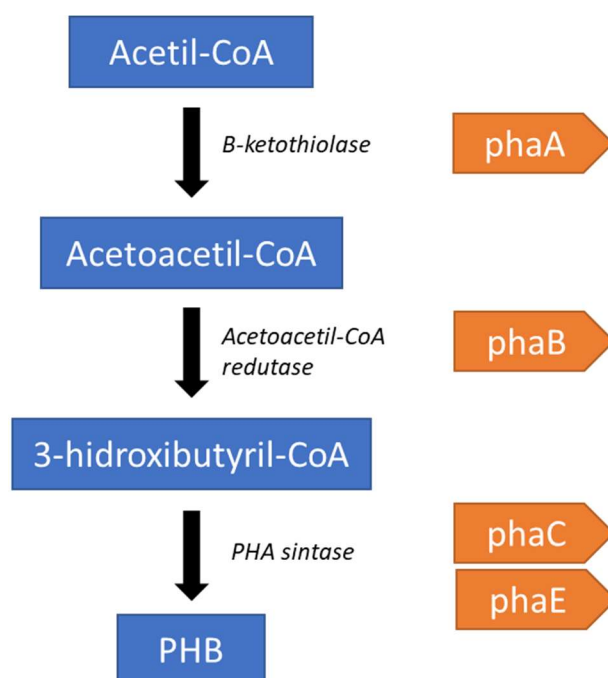 Acetil-CoA
B-ketothiolase
phaA
Acetoacetil-CoA
Acetoacetil-CoA
redutase
phaB
3-hidroxibutyril-CoA
PHA sintase
phaC
phaE
PHB